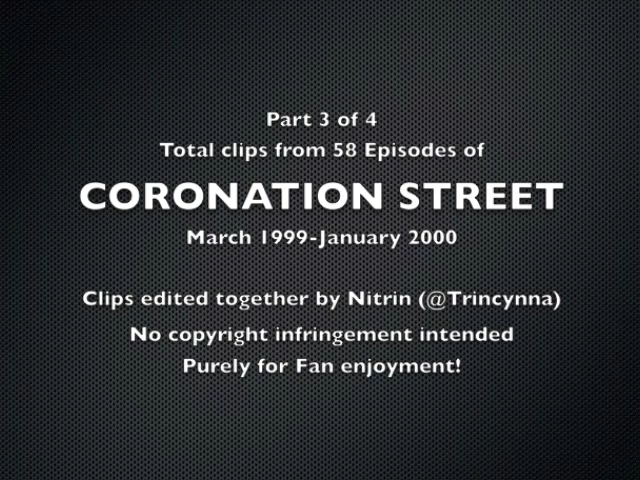 Part 3 of 4
Total clips from 58 Episodes of
CORONATION STREET
March 1999-January 2000
Clips edited together by Nitrin (@Trincynna)
No copyright infringement intended
Purely for Fan enjoyment!